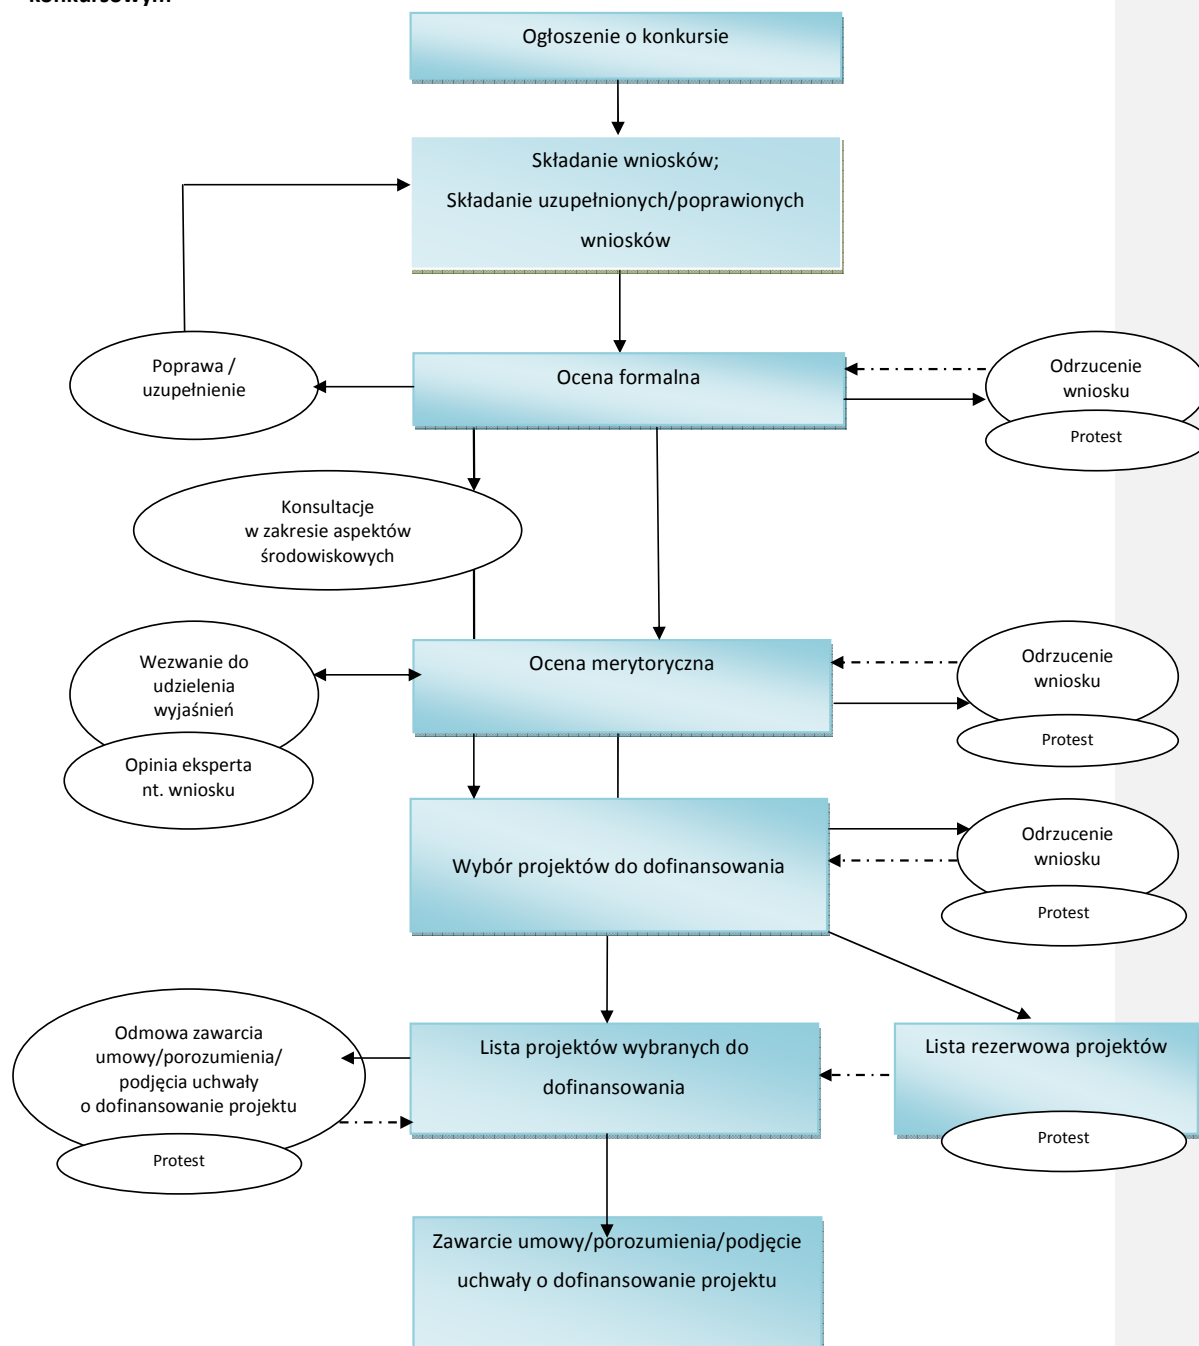 konkursowym
Ogłoszenie o konkursie
Składanie wniosków;
Składanie uzupełnionych/poprawionych
wniosków
Poprawa /
uzupełnienie
Ocena formalna
Odrzucenie
wniosku
Protest
Konsultacje
w zakresie aspektów
środowiskowych
Wezwanie do
udzielenia
wyjaśnień
Opinia eksperta
nt. wniosku
Ocena merytoryczna
Odrzucenie
wniosku
Protest
Wybór projektów do dofinansowania
Odrzucenie
wniosku
Protest
Odmowa zawarcia
umowy/porozumienia/
podjęcia uchwały
o dofinansowanie projektu
Protest
Lista projektów wybranych do
dofinansowania
Lista rezerwowa projektów
Protest
Zawarcie umowy/porozumienia/podjęcie
uchwały o dofinansowanie projektu